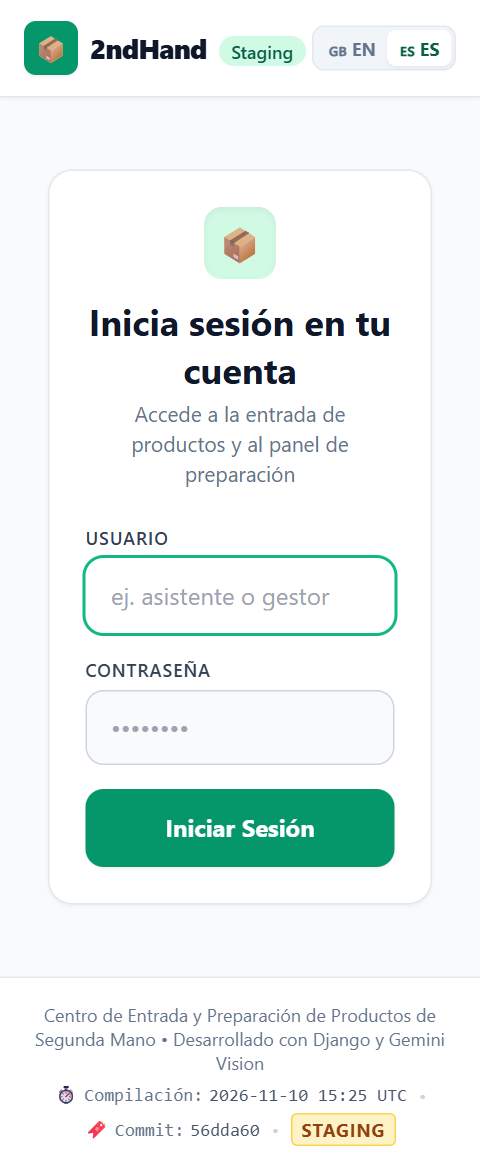 2ndHand Staging GB EN ES ES
Inicia sesión en tu
cuenta
Accede a la entrada de
productos y al panel de
preparación
USUARIO
ej. asistente o gestor
CONTRASEÑA
••••••••
Iniciar Sesión
Centro de Entrada y Preparación de Productos de
Segunda Mano • Desarrollado con Django y Gemini
Vision
Compilación: 2026-11-10 15:25 UTC •
Commit: 56dda60 • STAGING